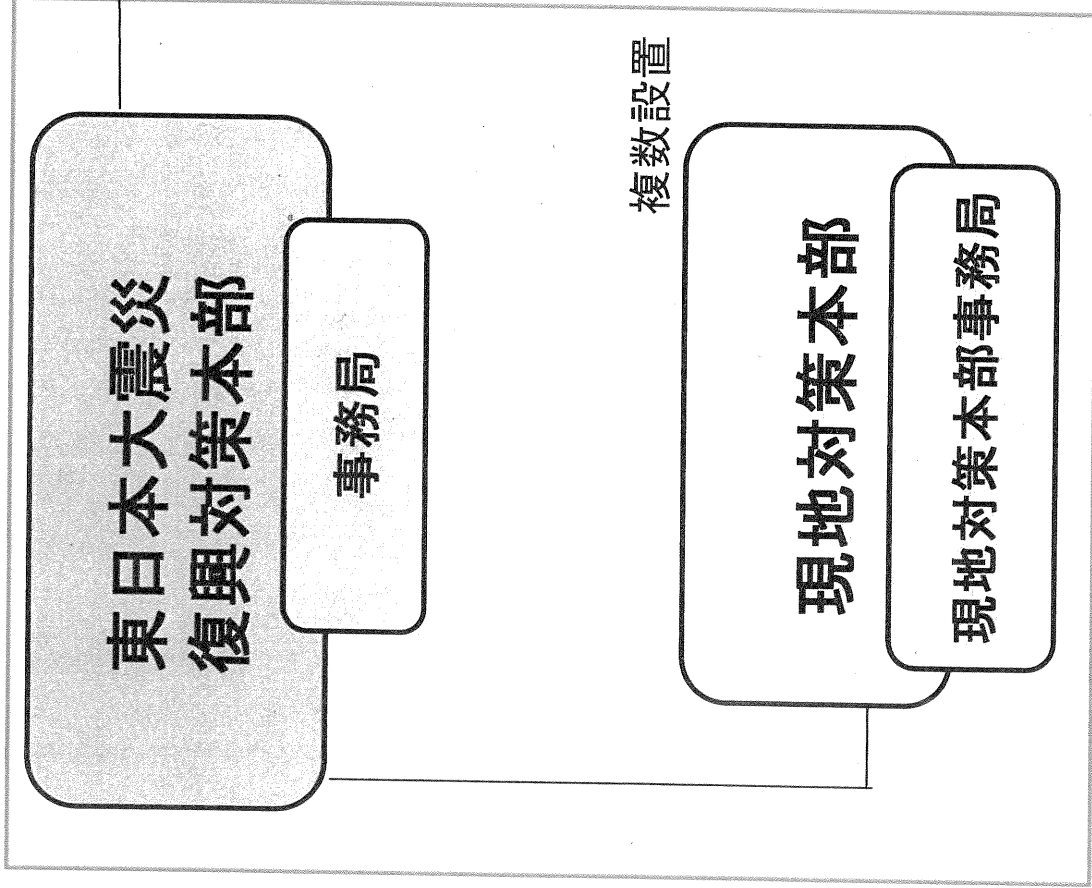 東日本大震災
復興対策本部
事務局
複数設置
現地対策本部
現地対策本部事務局